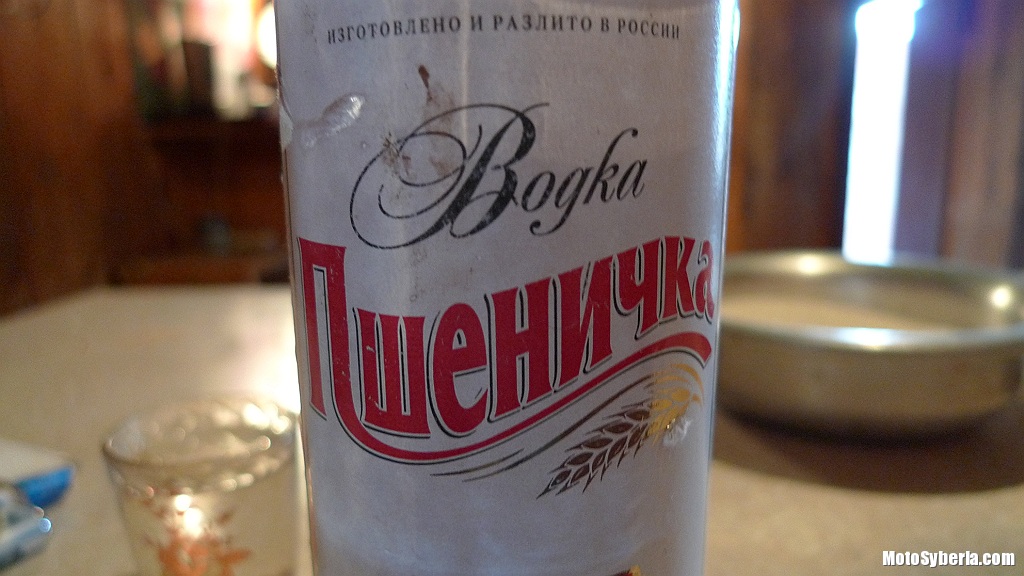 ИЗГОТОВЛЕНО И РАЗЛИТО В РОССИИ
Водка
Пшеничка
MotoSyberia.com